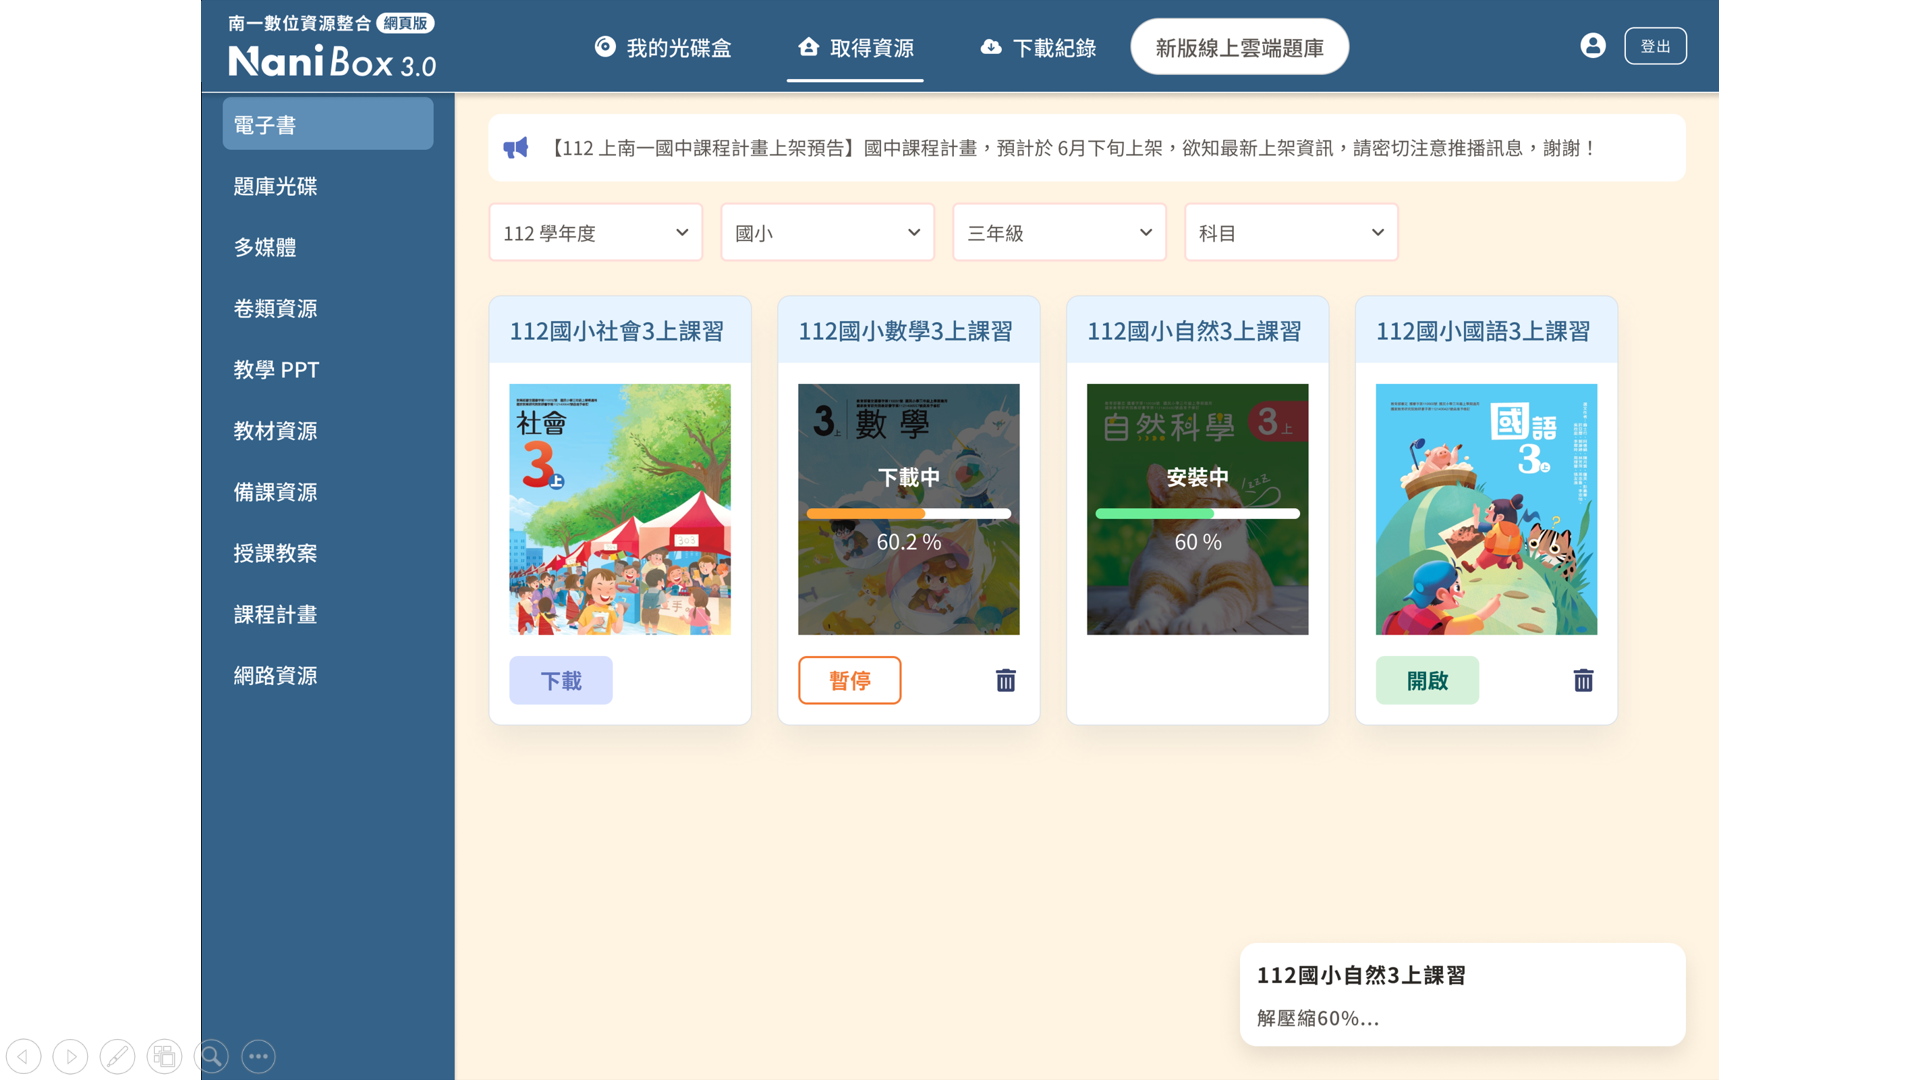 南一數位資源整合 網頁版
NaniBox 3.0
我的光碟盒
取得資源
下載紀錄
新版線上雲端題庫
登出
電子書
題庫光碟
多媒體
卷類資源
教學 PPT
教材資源
備課資源
授課教案
課程計畫
網路資源
【112 上南一國中課程計畫上架預告】國中課程計畫，預計於 6月下旬上架，欲知最新上架資訊，請密切注意推播訊息，謝謝！
112 學年度
國小
三年級
科目
112國小社會3上課習
社會
3上
下載
112國小數學3上課習
3上 數學
下載中
60.2 %
暫停
112國小自然3上課習
自然科學 3上
安裝中
zzz
60 %
112國小國語3上課習
國語
3上
開啟
112國小自然3上課習
解壓縮60%...